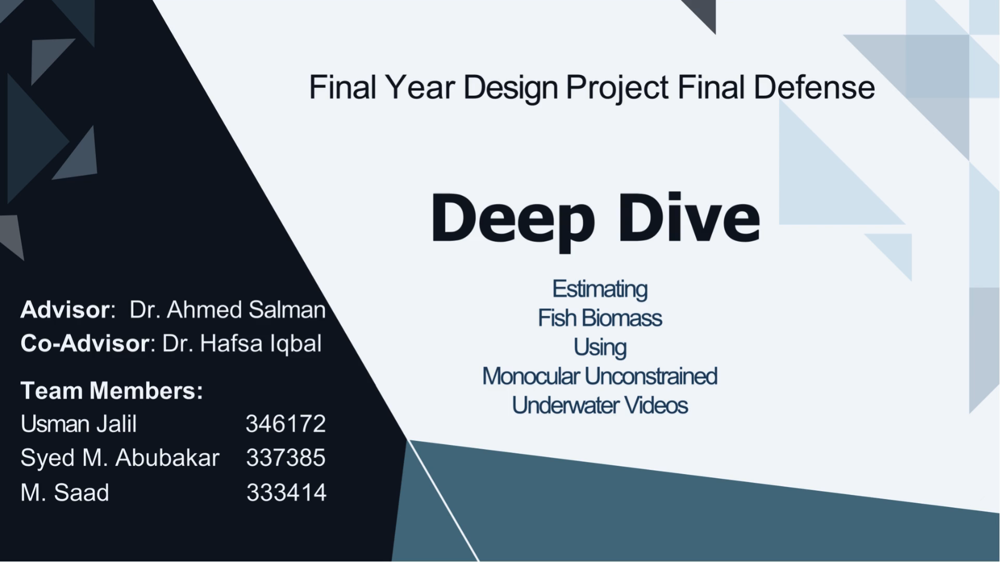 Final Year Design Project Final Defense
Deep Dive
Estimating
Fish Biomass
Using
Monocular Unconstrained
Underwater Videos
Advisor: Dr. Ahmed Salman
Co-Advisor: Dr. Hafsa Iqbal
Team Members:
Usman Jalil 346172
Syed M. Abubakar 337385
M. Saad 333414